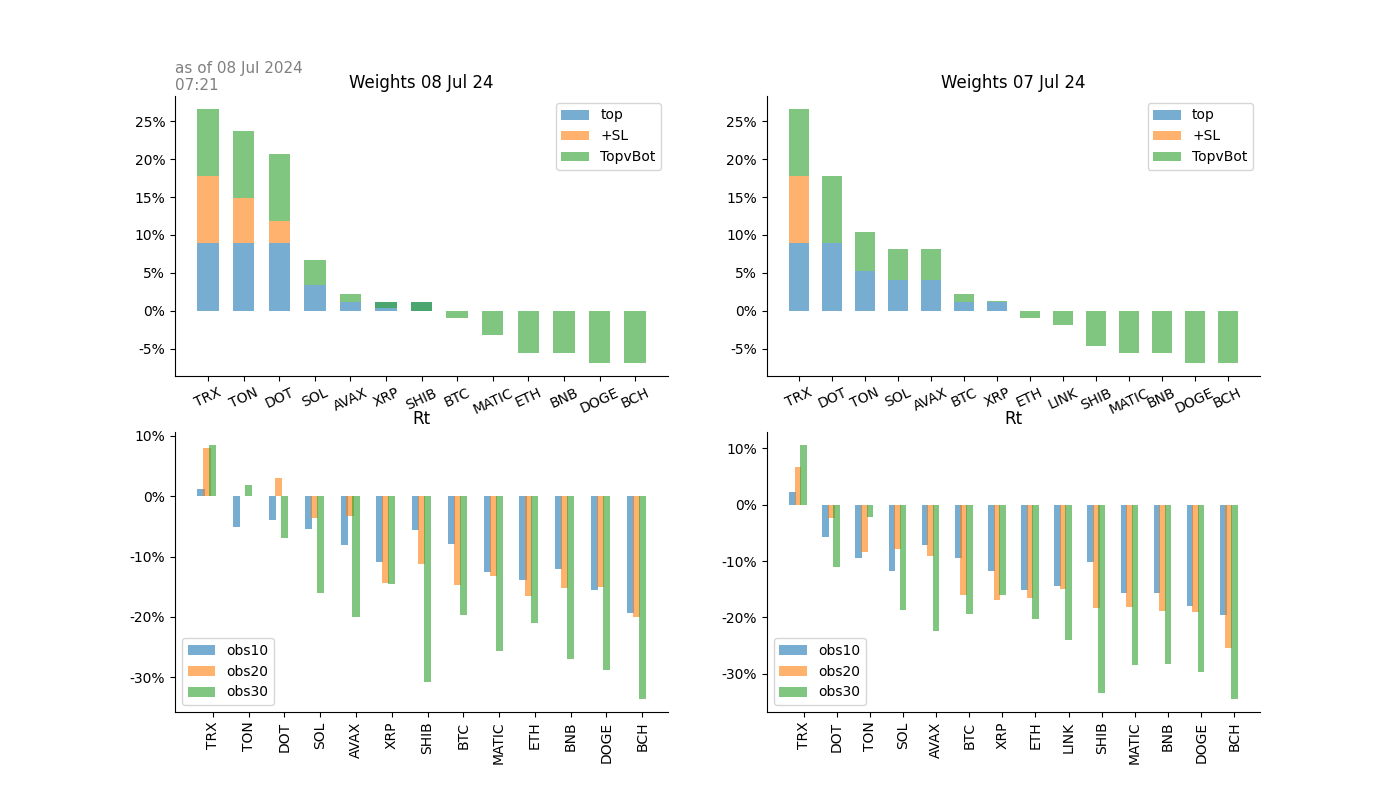 as of 08 Jul 2024
07:21
Weights 08 Jul 24
top
+SL
TopvBot
25%
20%
15%
10%
5%
0%
-5%
TRX TON DOT SOL AVAX XRP SHIB BTC MATIC ETH BNB DOGE BCH
Weights 07 Jul 24
top
+SL
TopvBot
25%
20%
15%
10%
5%
0%
-5%
TRX DOT TON SOL AVAX BTC XRP ETH LINK SHIB MATIC BNB DOGE BCH
Rt
10%
0%
-10%
-20%
-30%
obs10
obs20
obs30
TRX TON DOT SOL AVAX XRP SHIB BTC MATIC ETH BNB DOGE BCH
Rt
10%
0%
-10%
-20%
-30%
obs10
obs20
obs30
TRX DOT TON SOL AVAX BTC XRP ETH LINK SHIB MATIC BNB DOGE BCH